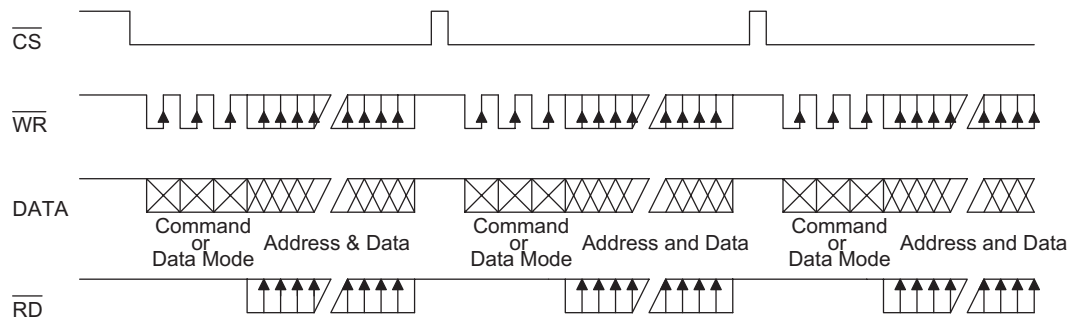 CS
WR
DATA
Command
or
Data Mode
Address & Data
Command
or
Data Mode
Address and Data
Command
or
Data Mode
Address and Data
RD